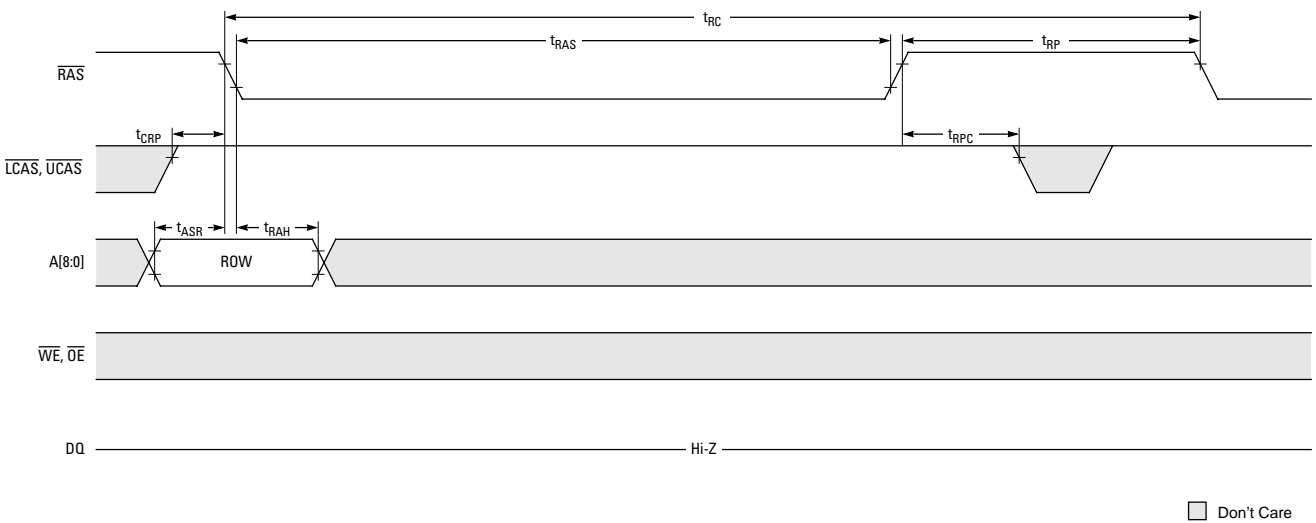 tRC
tRAS
tRP
RAS
tCRP
tRPC
LCAS, UCAS
tASR
tRAH
A[8:0]
ROW
WE, OE
DQ
Hi-Z
Don't Care